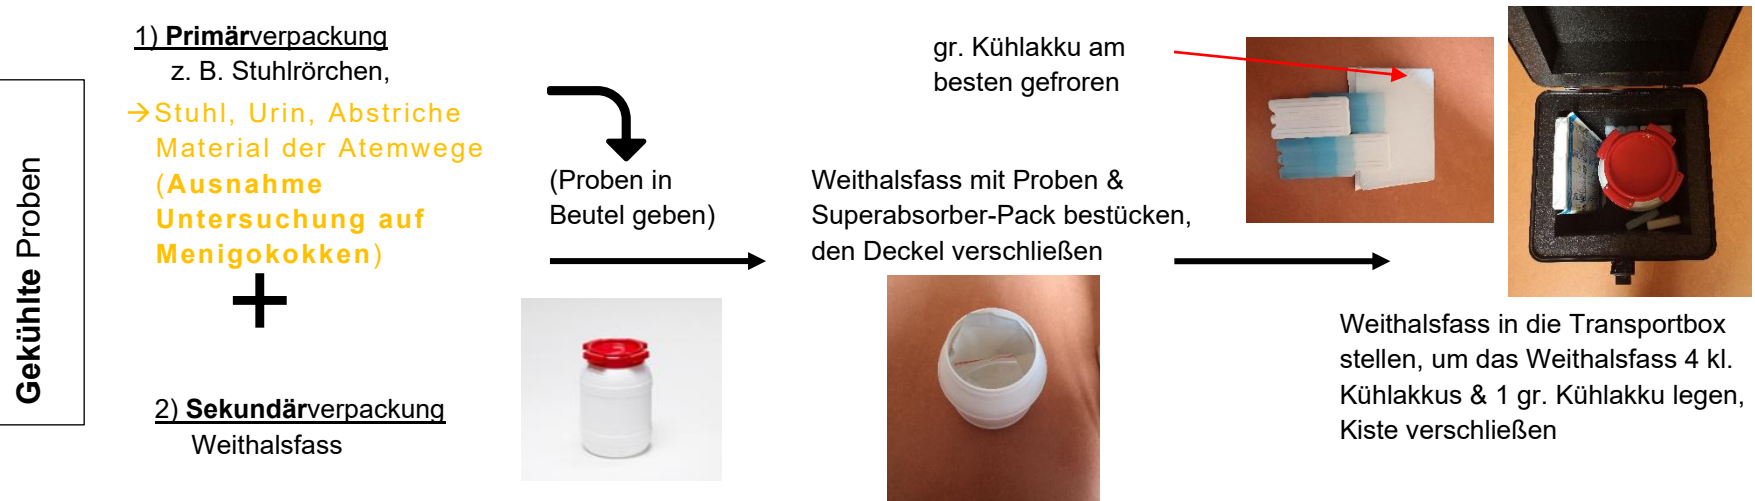 Gekühlte Proben
1) Primärverpackung
z. B. Stuhlrörchen,
→Stuhl, Urin, Abstriche
Material der Atemwege
(Ausnahme
Untersuchung auf
Menigokokken)
+
2) Sekundärverpackung
Weithalsfass
(Proben in
Beutel geben)
Weithalsfass mit Proben &
Superabsorber-Pack bestücken,
den Deckel verschließen
gr. Kühlakku am
besten gefroren
Weithalsfass in die Transportbox
stellen, um das Weithalsfass 4 kl.
Kühlakkus & 1 gr. Kühlakku legen,
Kiste verschließen